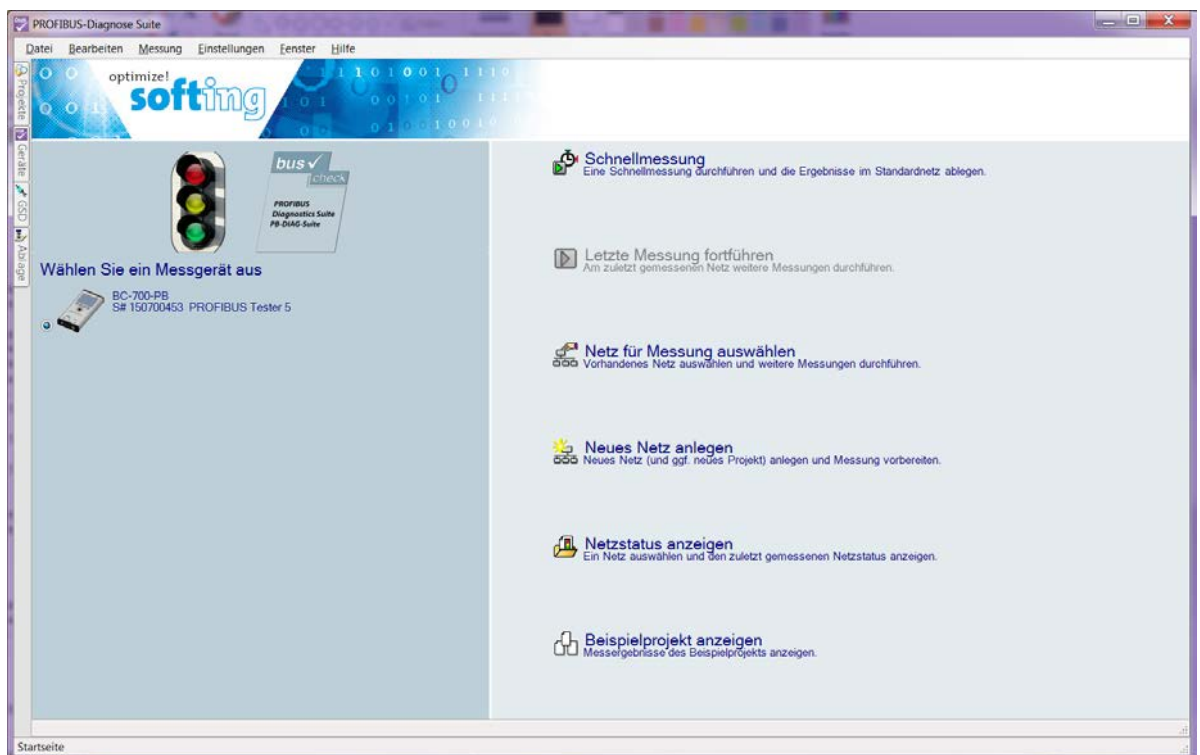 PROFIBUS-Diagnose Suite
Datei Bearbeiten Messung Einstellungen Fenster Hilfe
optimize!
softing
Projekte
Geräte
GSD
Ablage
bus
check
PROFIBUS
Diagnostics Suite
PB-DIAG-Suite
Wählen Sie ein Messgerät aus
BC-700-PB
S# 150700453 PROFIBUS Tester 5
Schnellmessung
Eine Schnellmessung durchführen und die Ergebnisse im Standardnetz ablegen.
Letzte Messung fortführen
Am zuletzt gemessenen Netz weitere Messungen durchführen.
Netz für Messung auswählen
Vorhandenes Netz auswählen und weitere Messungen durchführen.
Neues Netz anlegen
Neues Netz (und ggf. neues Projekt) anlegen und Messung vorbereiten.
Netzstatus anzeigen
Ein Netz auswählen und den zuletzt gemessenen Netzstatus anzeigen.
Beispielprojekt anzeigen
Messergebnisse des Beispielprojekts anzeigen.
Startseite